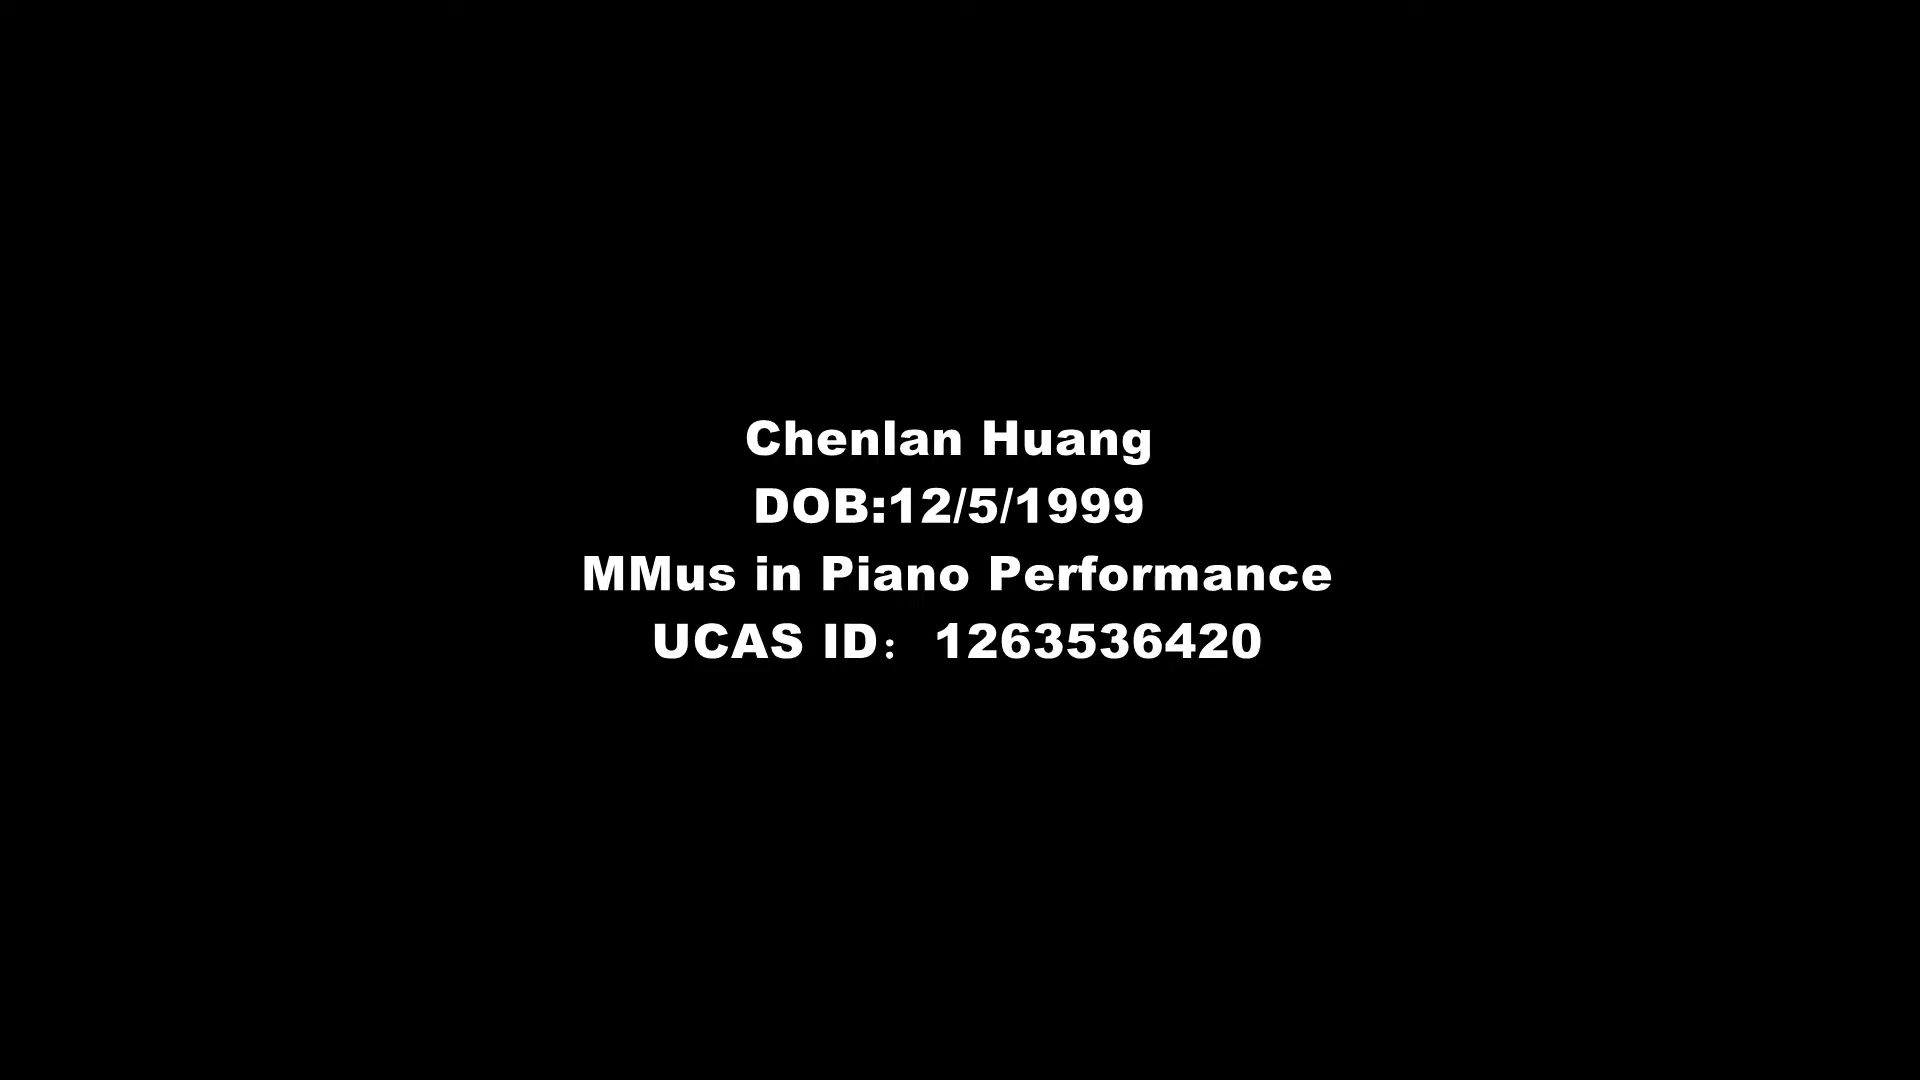 Chenlan Huang
DOB:12/5/1999
MMus in Piano Performance
UCAS ID： 1263536420